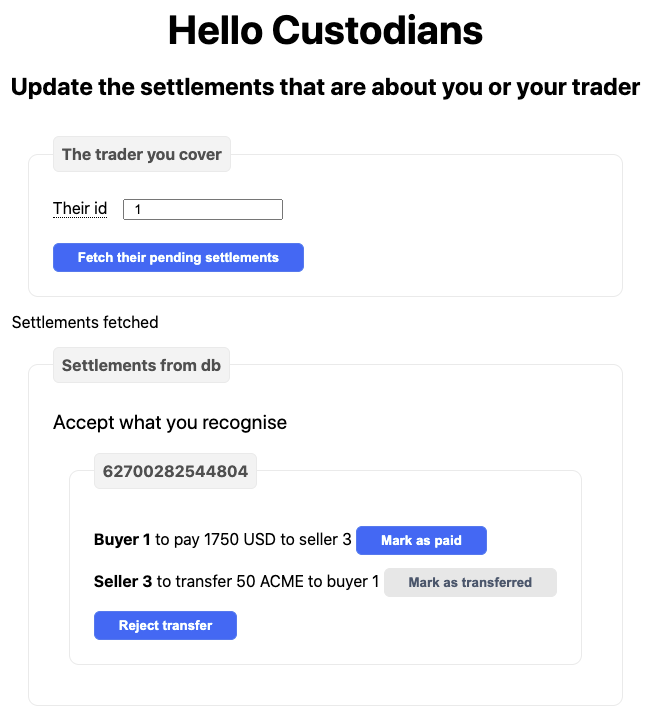 Hello Custodians
Update the settlements that are about you or your trader
The trader you cover
Their id 1
Fetch their pending settlements
Settlements fetched
Settlements from db
Accept what you recognise
62700282544804
Buyer 1 to pay 1750 USD to seller 3 Mark as paid
Seller 3 to transfer 50 ACME to buyer 1 Mark as transferred
Reject transfer